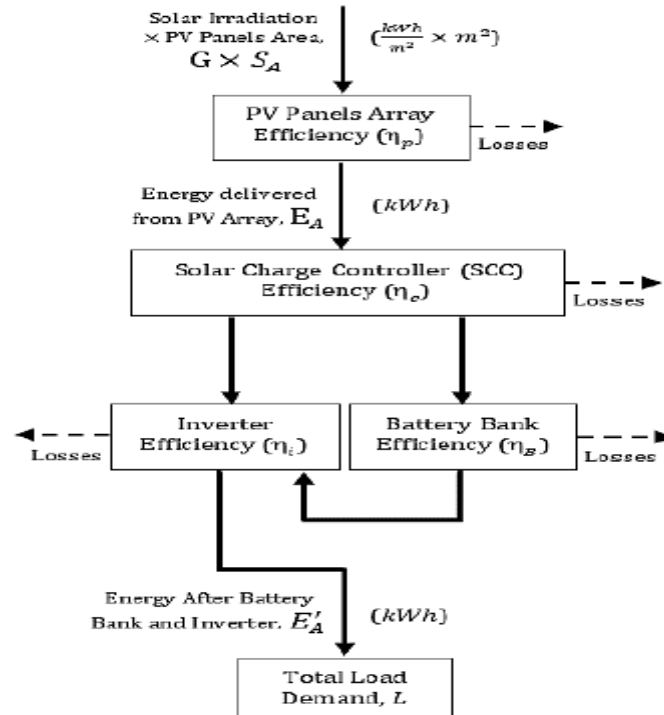 Solar Irradiation
× PV Panels Area,
G × S_A
(kWh/m² × m²)
PV Panels Array
Efficiency (η_p)
Losses
Energy delivered
from PV Array, E_A
(kWh)
Solar Charge Controller (SCC)
Efficiency (η_c)
Losses
Inverter
Efficiency (η_i)
Losses
Battery Bank
Efficiency (η_B)
Losses
Energy After Battery
Bank and Inverter, E′_A
(kWh)
Total Load
Demand, L